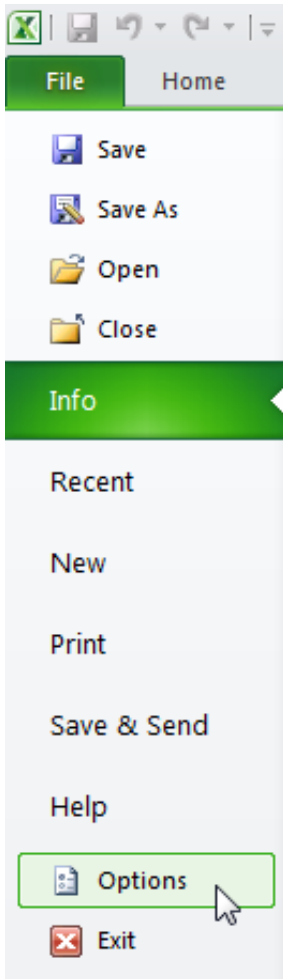 File Home
Save
Save As
Open
Close
Info
Recent
New
Print
Save & Send
Help
Options
Exit